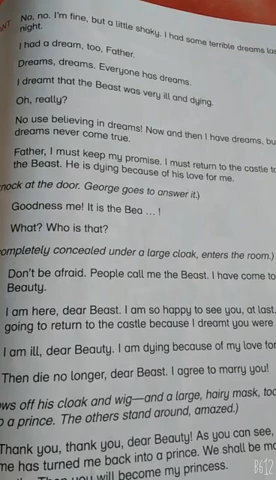 NT No, no. I'm fine, but a little shaky. I had some terrible dreams las
night.
I had a dream, too, Father.
Dreams, dreams. Everyone has dreams.
I dreamt that the Beast was very ill and dying.
Oh, really?
No use believing in dreams! Now and then I have dreams, bu
dreams never come true.
Father, I must keep my promise. I must return to the castle to
the Beast. He is dying because of his love for me.
nock at the door. George goes to answer it.)
Goodness me! It is the Bea ... !
What? Who is that?
ompletely concealed under a large cloak, enters the room.)
Don't be afraid. People call me the Beast. I have come to
Beauty.
I am here, dear Beast. I am so happy to see you, at last.
going to return to the castle because I dreamt you were
I am ill, dear Beauty. I am dying because of my love for
Then die no longer, dear Beast. I agree to marry you!
ows off his cloak and wig—and a large, hairy mask, too
o a prince. The others stand around, amazed.)
Thank you, thank you, dear Beauty! As you can see,
me has turned me back into a prince. We shall be ma
you will become my princess.
B612